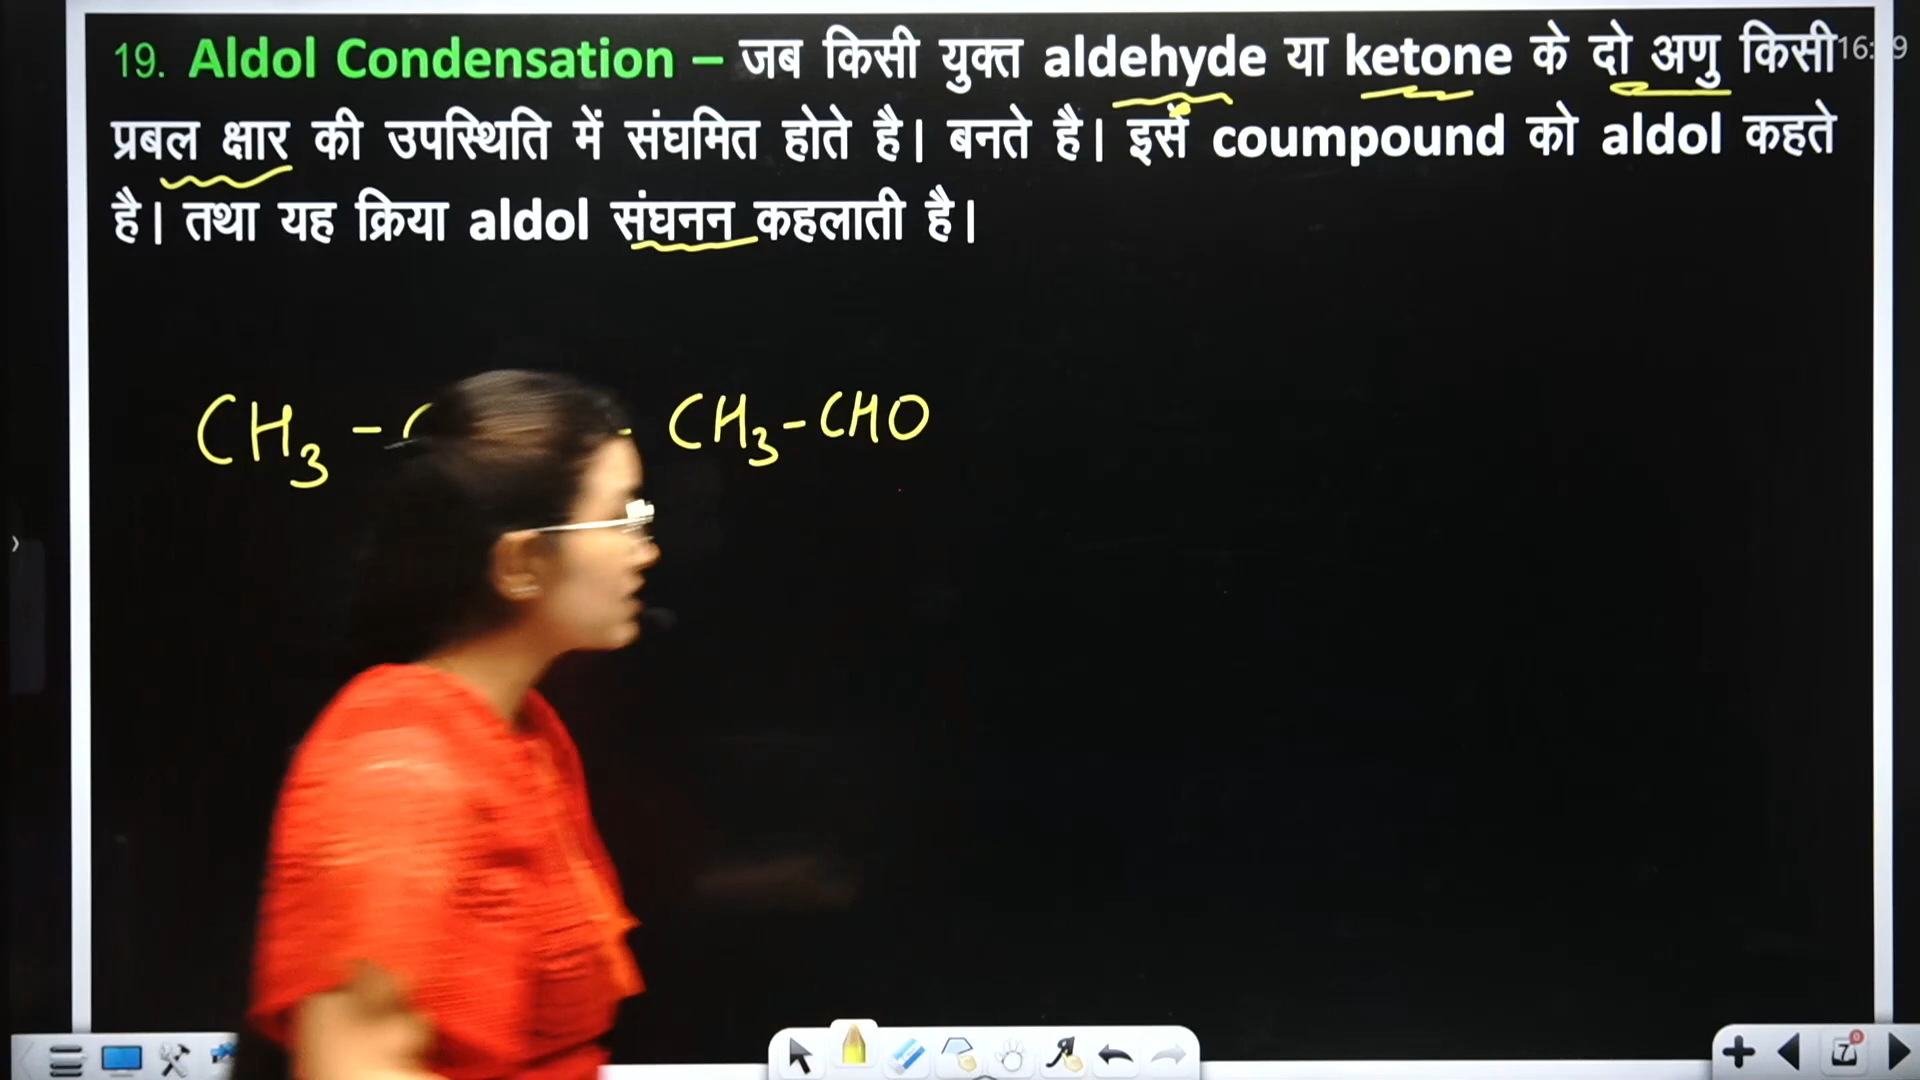 19. Aldol Condensation – जब किसी युक्त aldehyde या ketone के दो अणु किसी
प्रबल क्षार की उपस्थिति में संघमित होते है। बनते है। इसें coumpound को aldol कहते
है। तथा यह क्रिया aldol संघनन कहलाती है।
CH3 - CH3-CHO
7